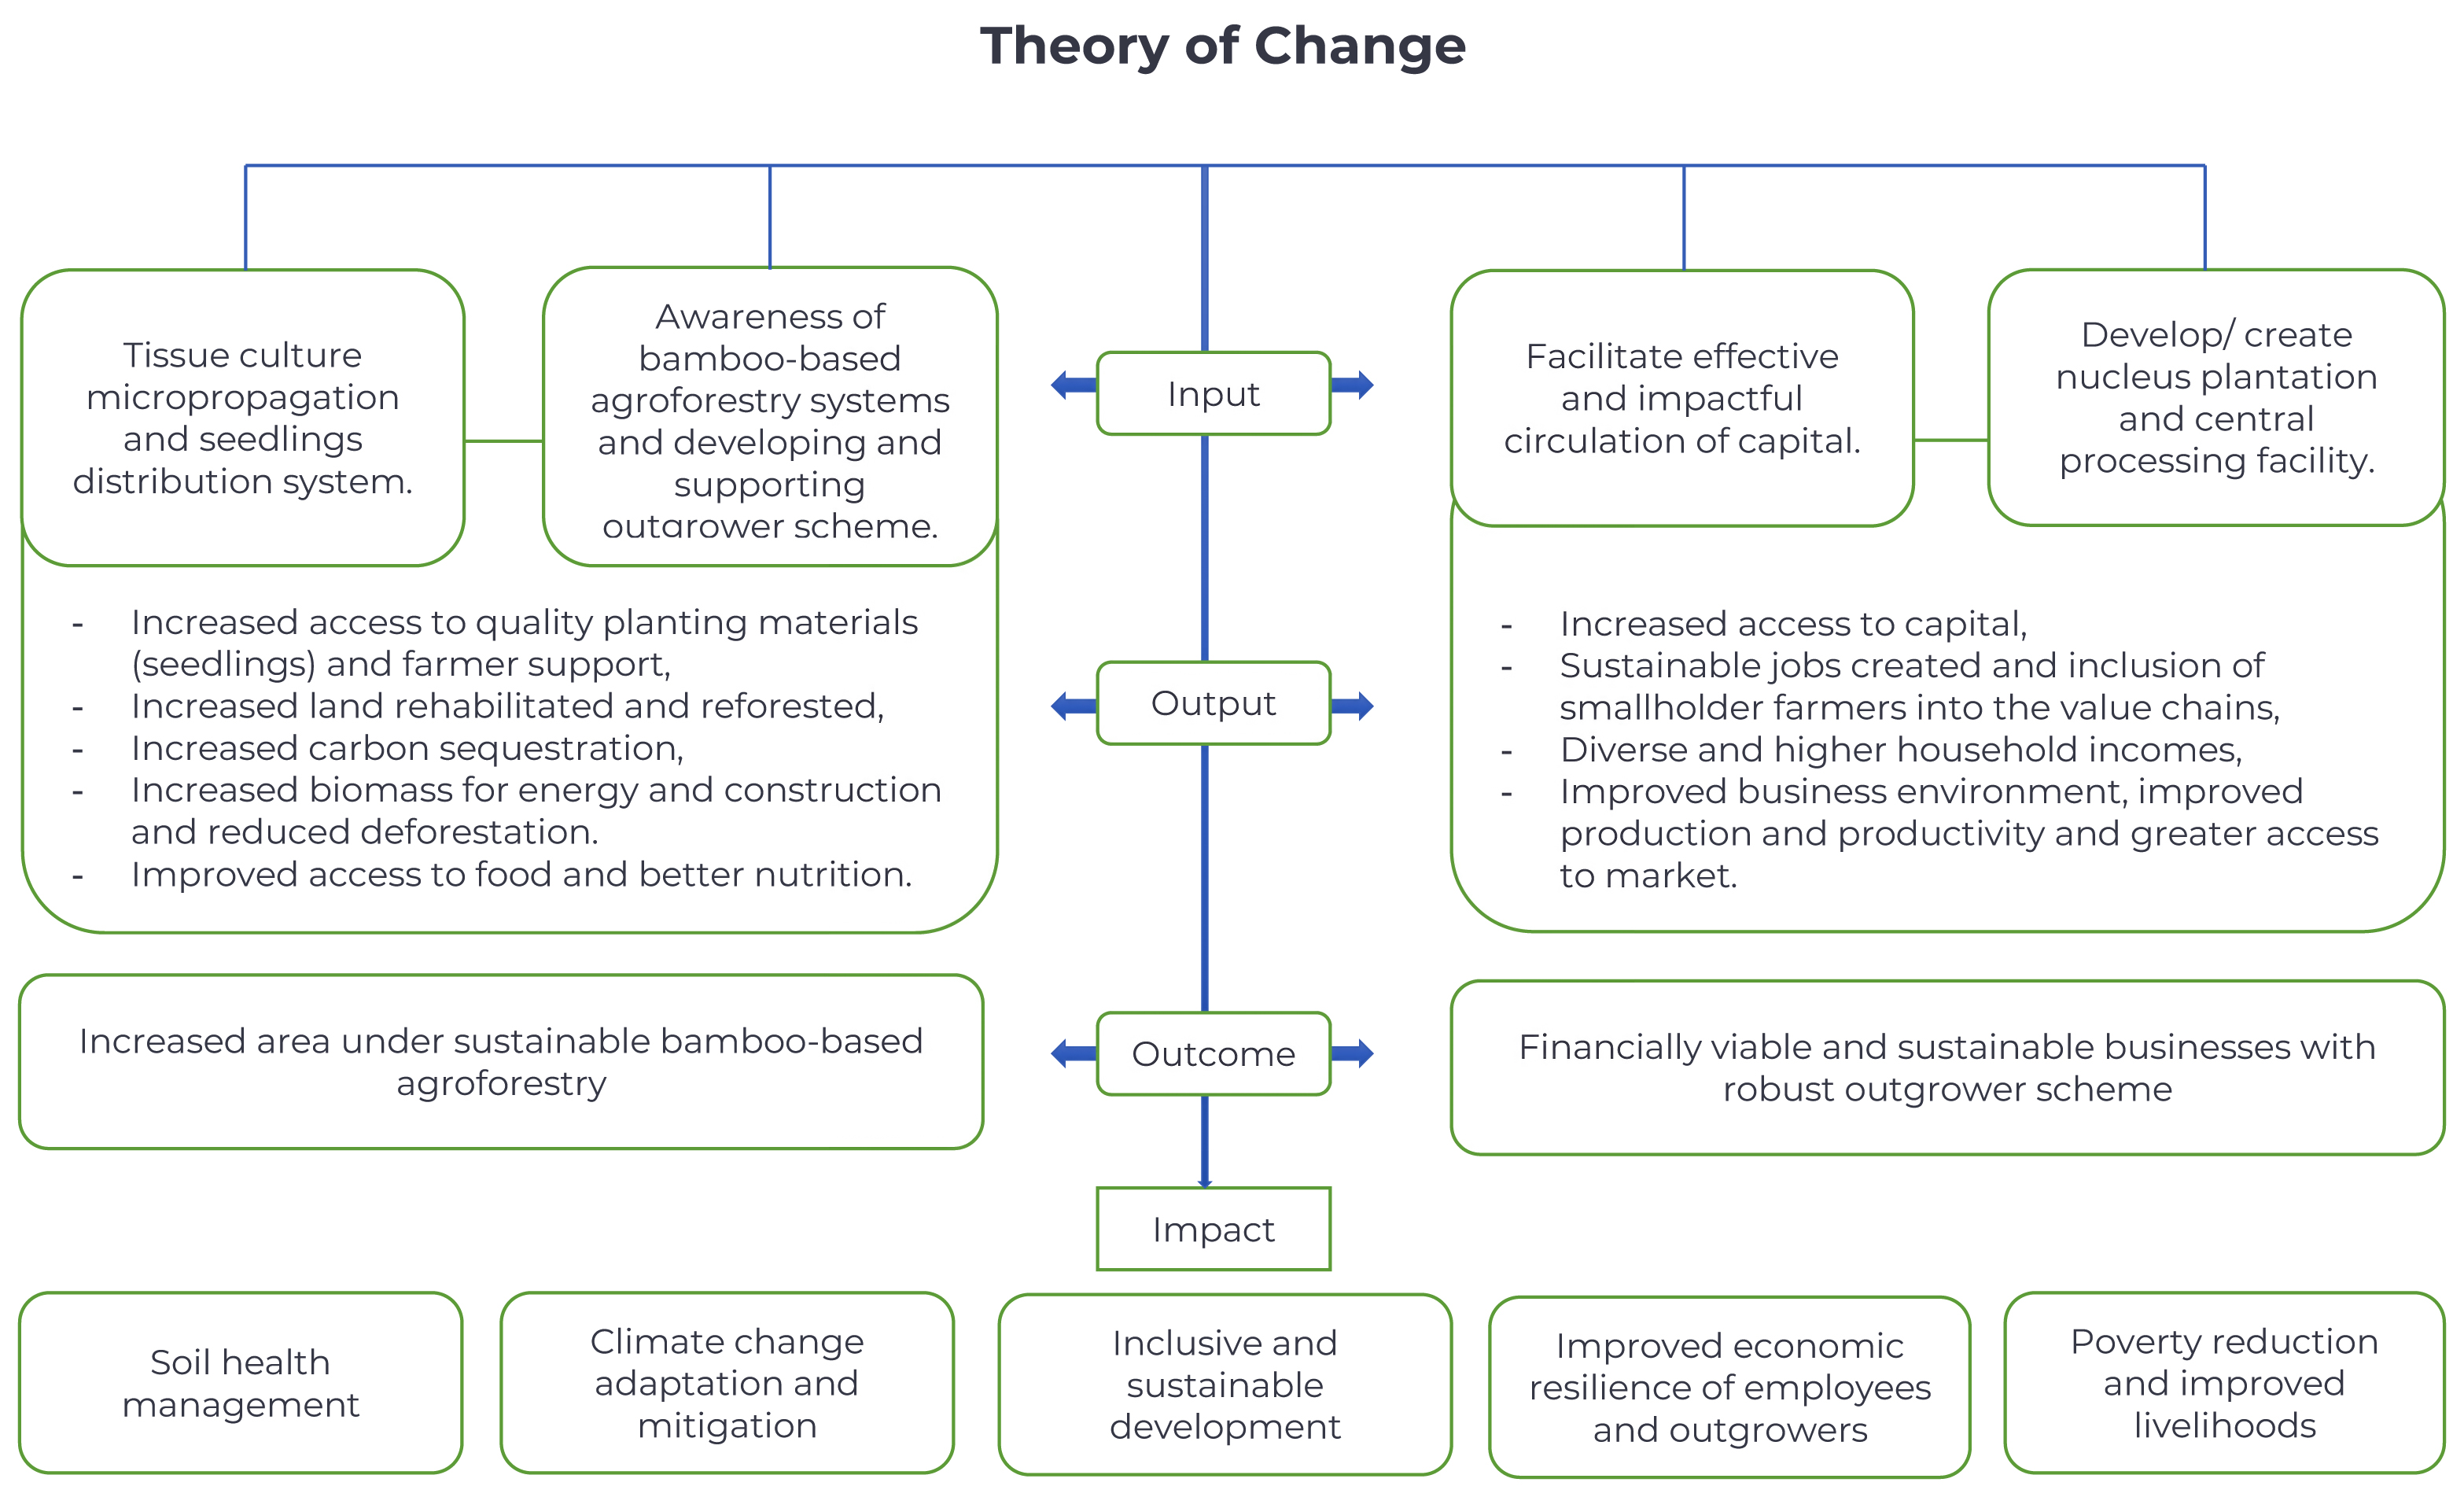 Theory of Change
Tissue culture
micropropagation
and seedlings
distribution system.
Awareness of
bamboo-based
agroforestry systems
and developing and
supporting
outgrower scheme.
Input
Facilitate effective
and impactful
circulation of capital.
Develop/ create
nucleus plantation
and central
processing facility.
- Increased access to quality planting materials
(seedlings) and farmer support,
- Increased land rehabilitated and reforested,
- Increased carbon sequestration,
- Increased biomass for energy and construction
and reduced deforestation.
- Improved access to food and better nutrition.
Output
- Increased access to capital,
- Sustainable jobs created and inclusion of
smallholder farmers into the value chains,
- Diverse and higher household incomes,
- Improved business environment, improved
production and productivity and greater access
to market.
Increased area under sustainable bamboo-based
agroforestry
Outcome
Financially viable and sustainable businesses with
robust outgrower scheme
Impact
Soil health
management
Climate change
adaptation and
mitigation
Inclusive and
sustainable
development
Improved economic
resilience of employees
and outgrowers
Poverty reduction
and improved
livelihoods